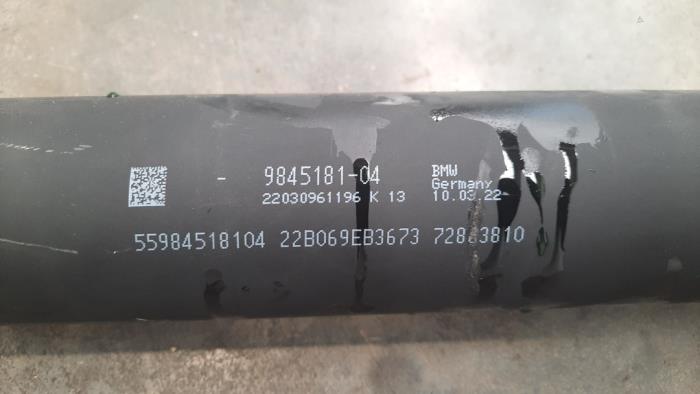 - 9845181-04
22030961196 K 13
BMW
Germany
10.03.22
55984518104 22B069EB3673